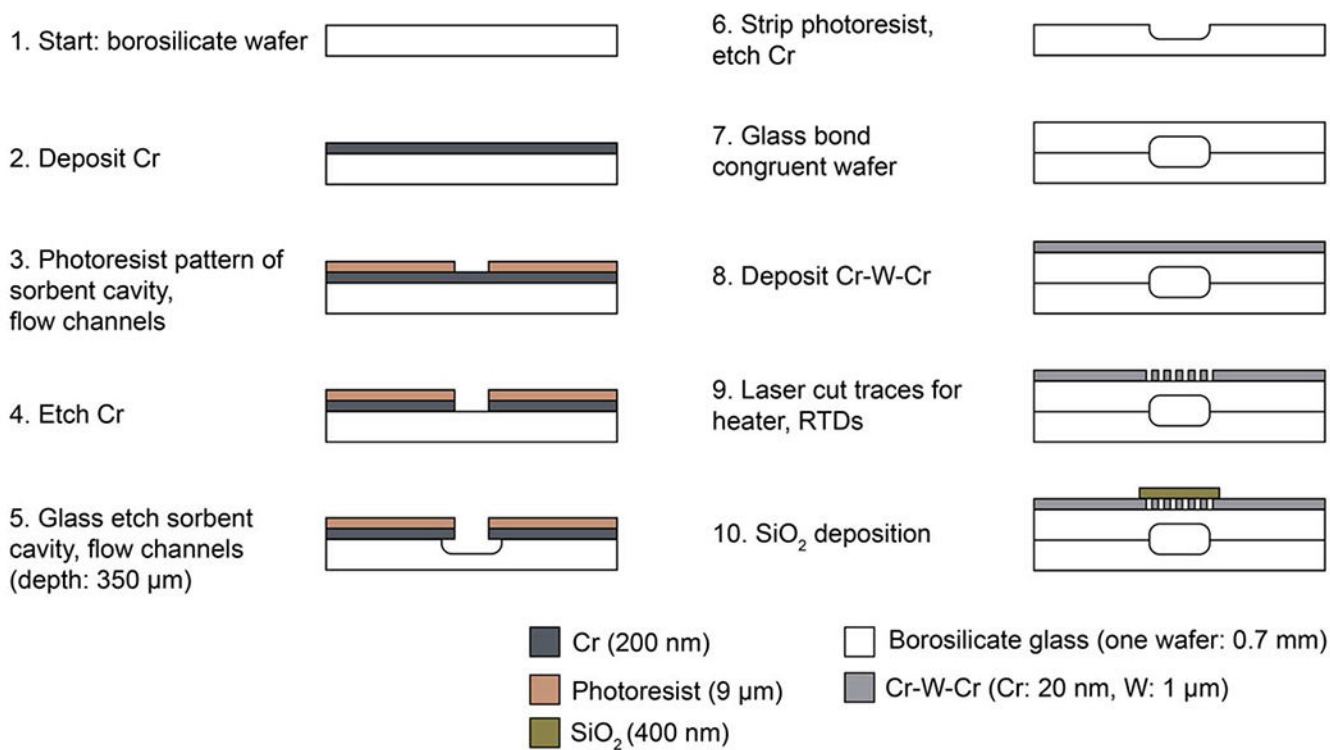 1. Start: borosilicate wafer
2. Deposit Cr
3. Photoresist pattern of
sorbent cavity,
flow channels
4. Etch Cr
5. Glass etch sorbent
cavity, flow channels
(depth: 350 μm)
6. Strip photoresist,
etch Cr
7. Glass bond
congruent wafer
8. Deposit Cr-W-Cr
9. Laser cut traces for
heater, RTDs
10. SiO₂ deposition
Cr (200 nm)
Photoresist (9 μm)
SiO₂ (400 nm)
Borosilicate glass (one wafer: 0.7 mm)
Cr-W-Cr (Cr: 20 nm, W: 1 μm)